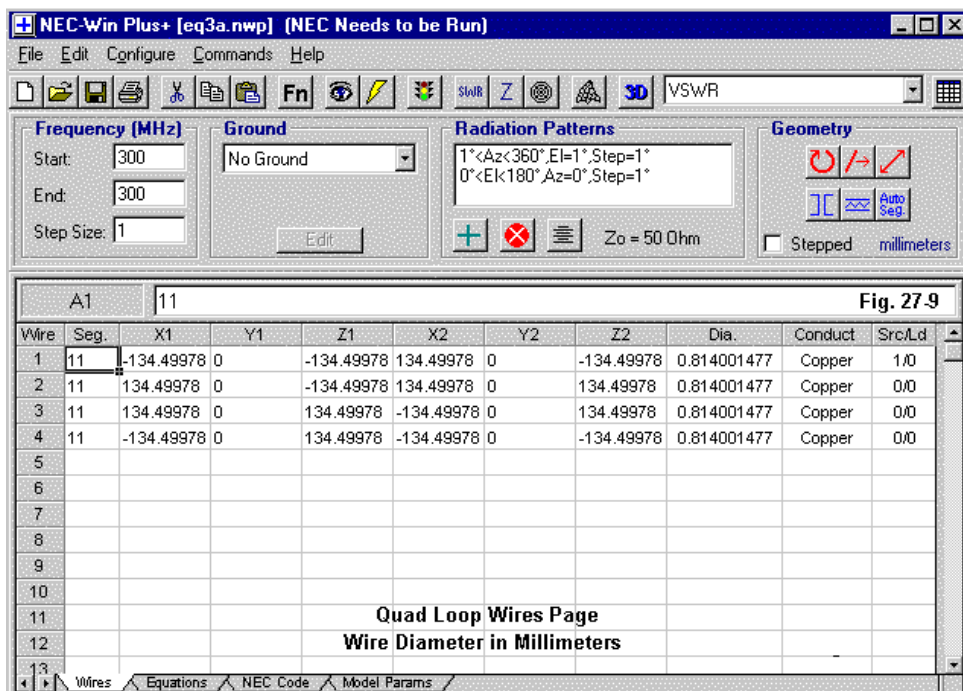 NEC-Win Plus+ [eq3a.nwp] (NEC Needs to be Run)
File Edit Configure Commands Help
Fn SWR Z 3D VSWR
Frequency (MHz) Ground Radiation Patterns Geometry
Start: 300 No Ground 1°<Az<360°,El=1°,Step=1°
0°<El<180°,Az=0°,Step=1°
End: 300
Auto Seg.
Step Size: 1 Edit Zo = 50 Ohm Stepped millimeters
A1 11 Fig. 27-9
Wire Seg. X1 Y1 Z1 X2 Y2 Z2 Dia. Conduct Src/Ld
1 11 -134.49978 0 -134.49978 134.49978 0 -134.49978 0.814001477 Copper 1/0
2 11 134.49978 0 -134.49978 134.49978 0 134.49978 0.814001477 Copper 0/0
3 11 134.49978 0 134.49978 -134.49978 0 134.49978 0.814001477 Copper 0/0
4 11 -134.49978 0 134.49978 -134.49978 0 -134.49978 0.814001477 Copper 0/0
5
6
7
8
9
10
11 Quad Loop Wires Page
12 Wire Diameter in Millimeters
13
Wires Equations NEC Code Model Params